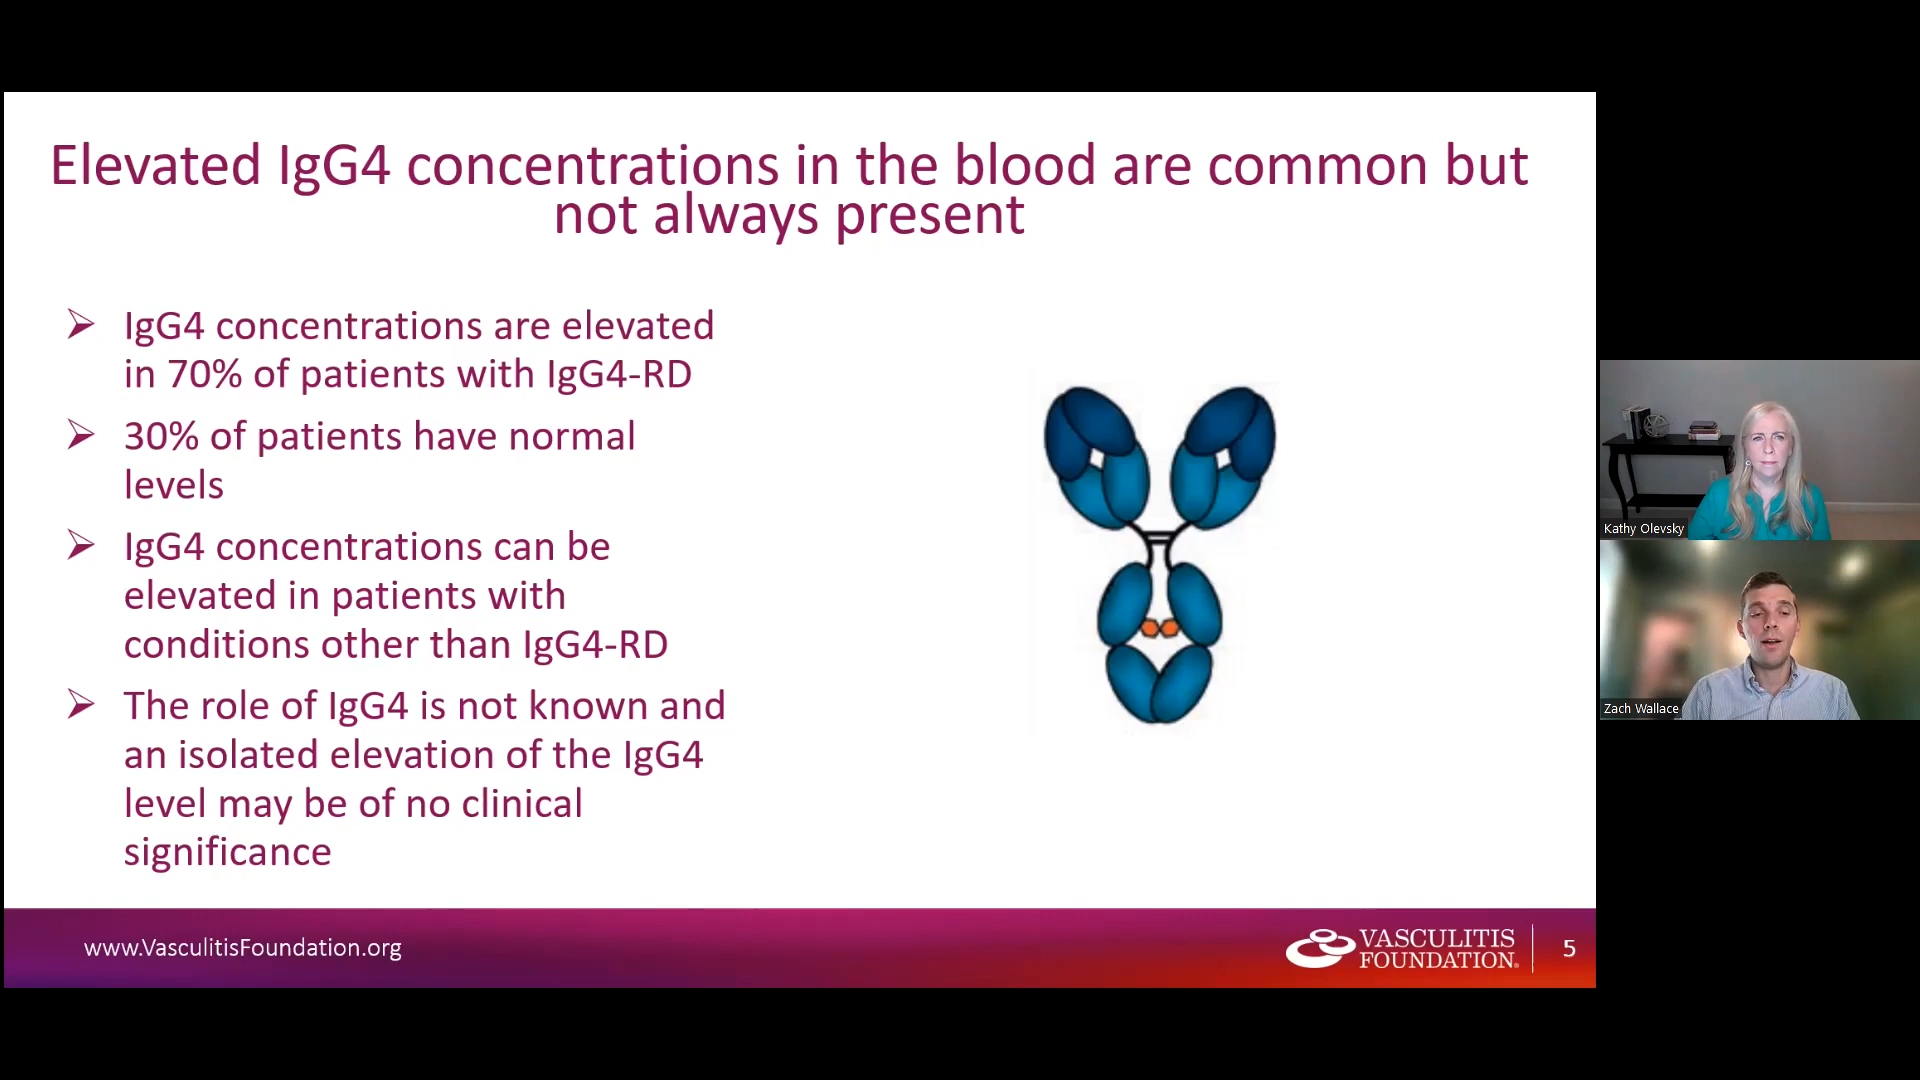 Elevated IgG4 concentrations in the blood are common but
not always present
➢ IgG4 concentrations are elevated
in 70% of patients with IgG4-RD
➢ 30% of patients have normal
levels
➢ IgG4 concentrations can be
elevated in patients with
conditions other than IgG4-RD
➢ The role of IgG4 is not known and
an isolated elevation of the IgG4
level may be of no clinical
significance
www.VasculitisFoundation.org
VASCULITIS
FOUNDATION®
5
Kathy Olevsky
Zach Wallace